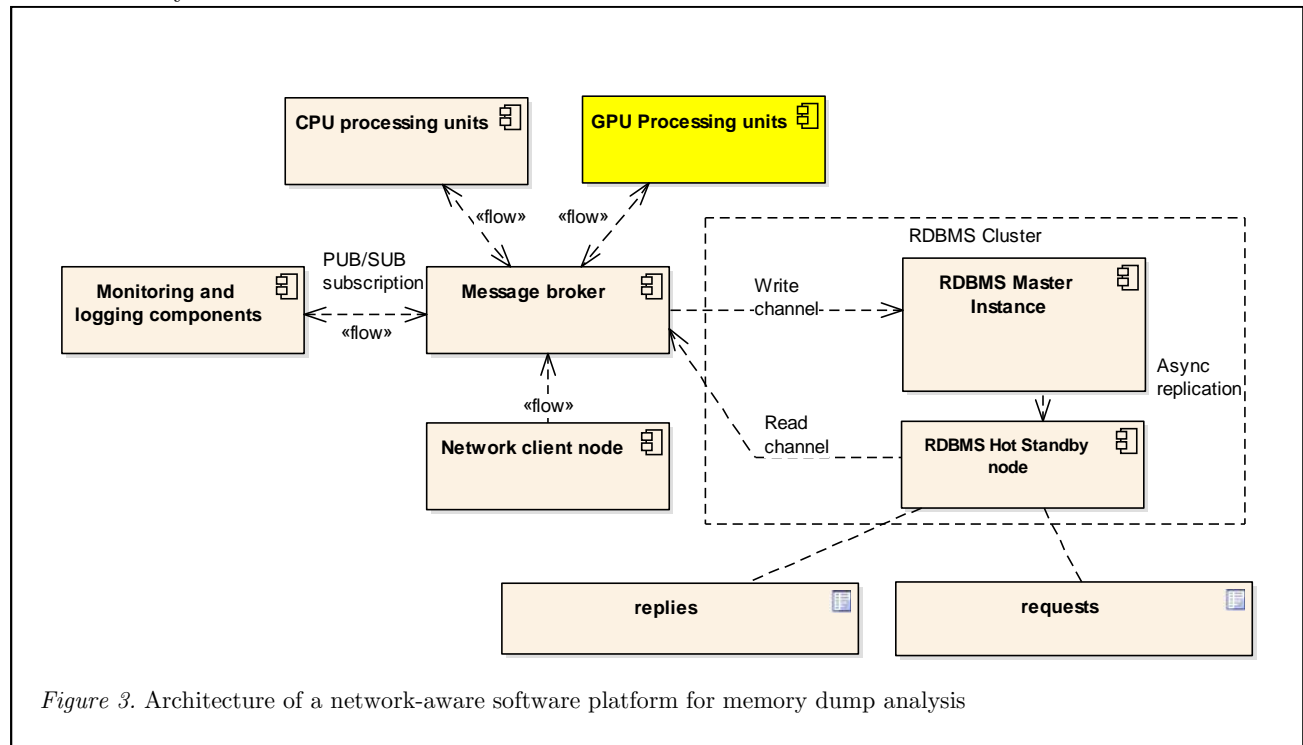 CPU processing units
GPU Processing units
«flow»
«flow»
RDBMS Cluster
PUB/SUB
subscription
Monitoring and
logging components
«flow»
Message broker
Write
channel
RDBMS Master
Instance
Async
replication
«flow»
Network client node
Read
channel
RDBMS Hot Standby
node
replies
requests
Figure 3. Architecture of a network-aware software platform for memory dump analysis